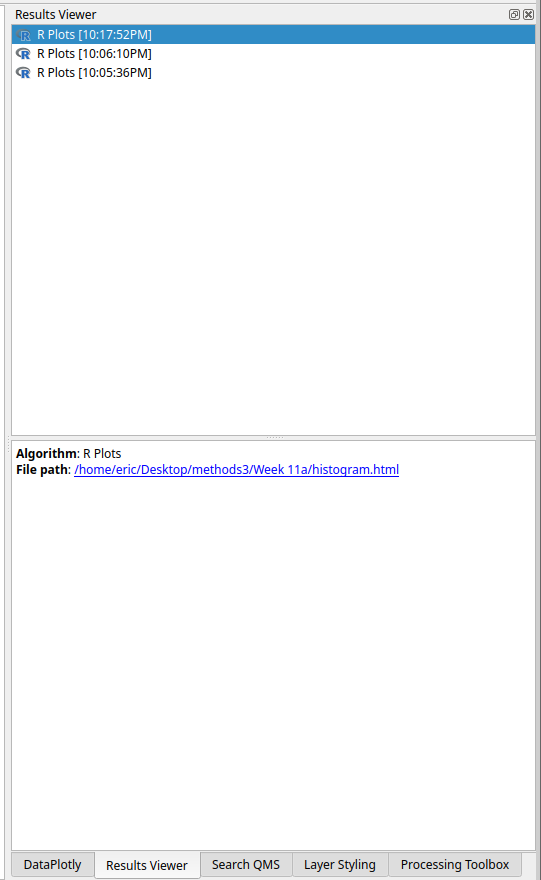 Results Viewer
R Plots [10:17:52PM]
R Plots [10:06:10PM]
R Plots [10:05:36PM]
Algorithm: R Plots
File path: /home/eric/Desktop/methods3/Week 11a/histogram.html
DataPlotly Results Viewer Search QMS Layer Styling Processing Toolbox